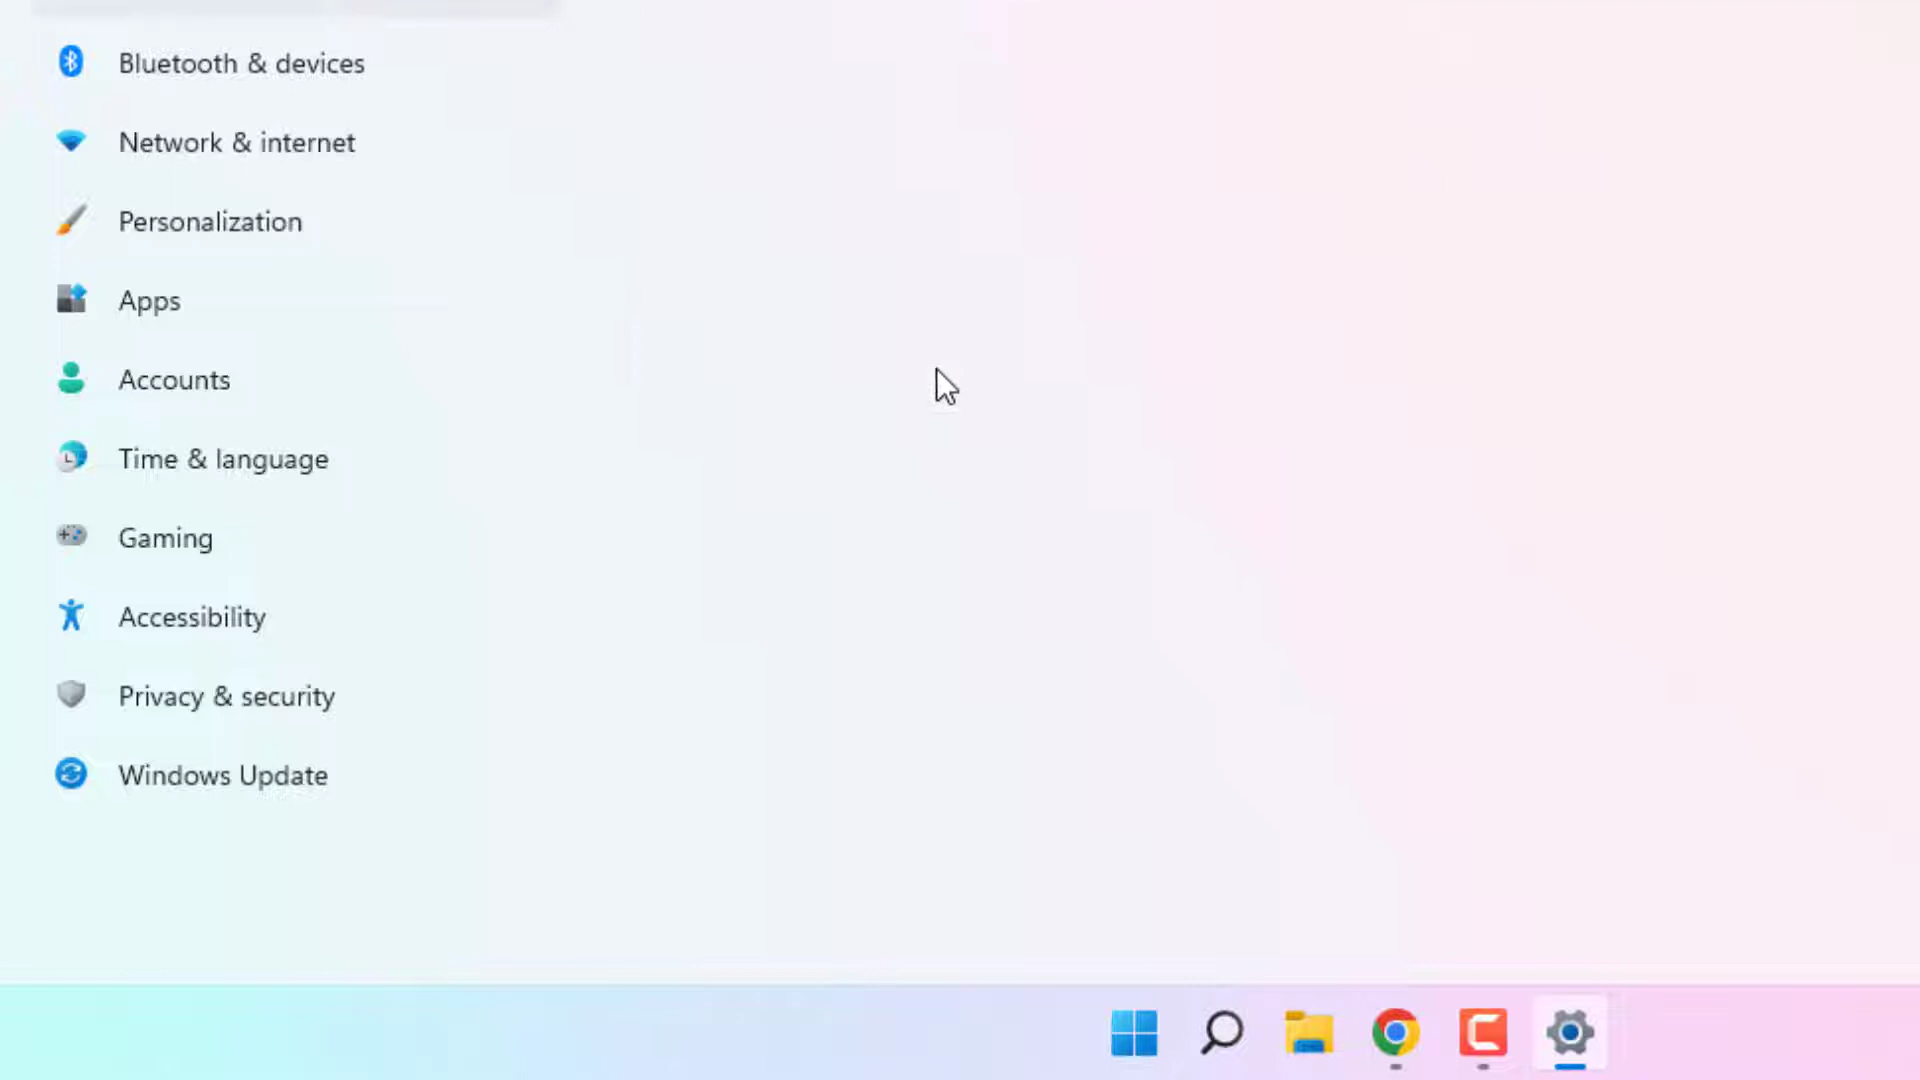 Bluetooth & devices
Network & internet
Personalization
Apps
Accounts
Time & language
Gaming
Accessibility
Privacy & security
Windows Update